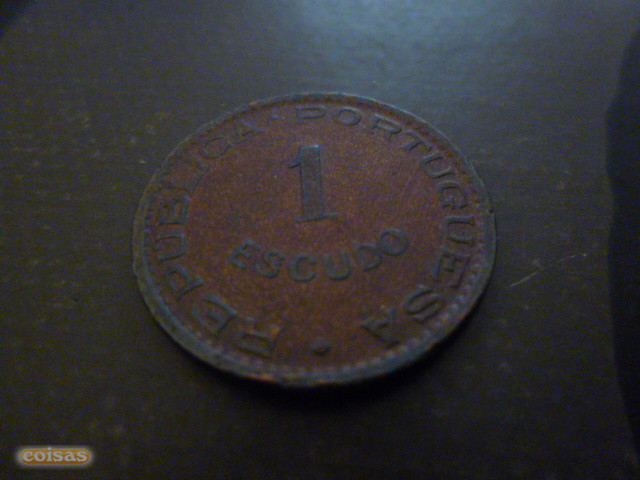 REPUBLICA · PORTUGUESA ·
1
ESCUDO
coisas